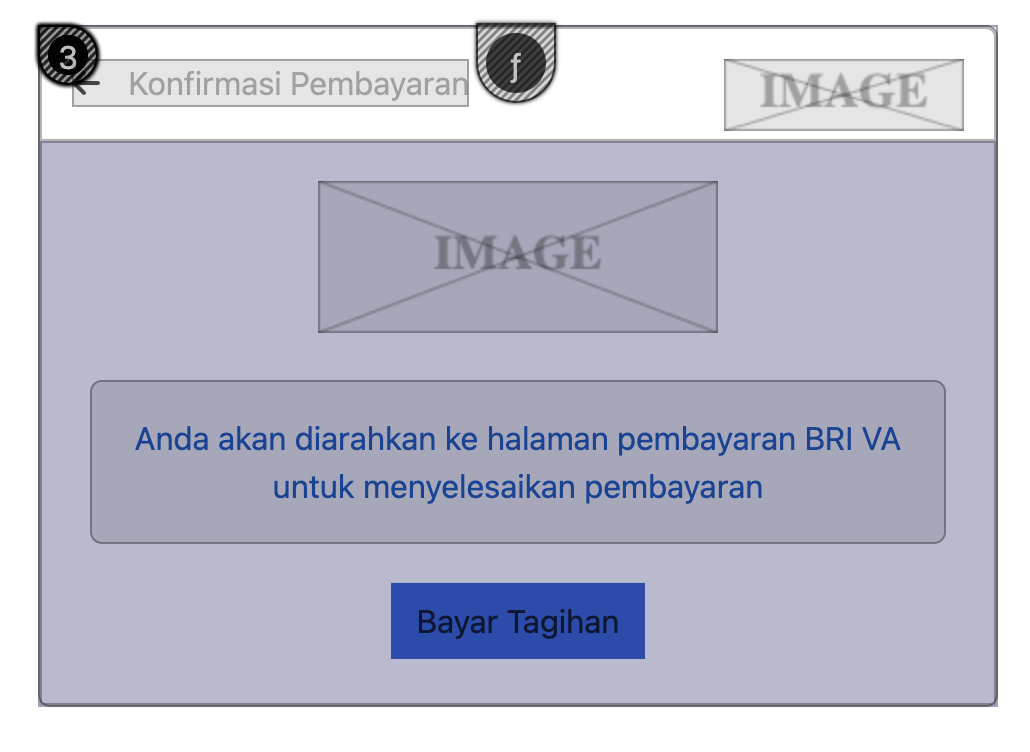 3
ƒ
Konfirmasi Pembayaran
IMAGE
IMAGE
Anda akan diarahkan ke halaman pembayaran BRI VA
untuk menyelesaikan pembayaran
Bayar Tagihan